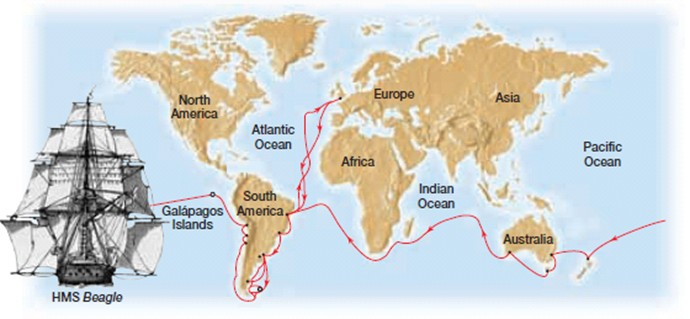 North
America
Europe
Asia
Atlantic
Ocean
Africa
Pacific
Ocean
Indian
Ocean
South
America
Galápagos
Islands
Australia
HMS Beagle